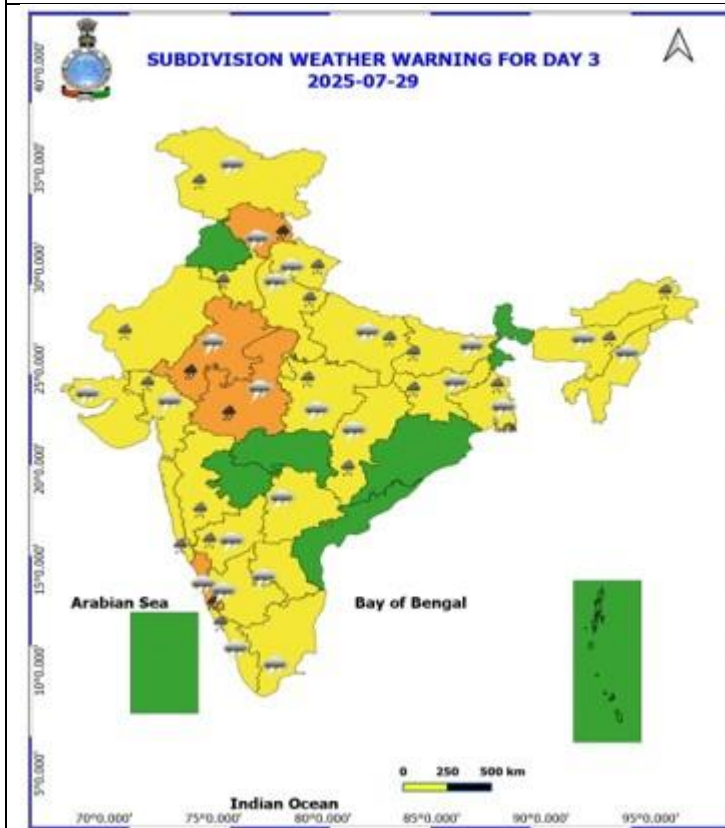 SUBDIVISION WEATHER WARNING FOR DAY 3
2025-07-29
40°0.000'
35°0.000'
30°0.000'
25°0.000'
20°0.000'
15°0.000'
10°0.000'
5°0.000'
Arabian Sea
Bay of Bengal
0 250 500 km
Indian Ocean
70°0.000' 75°0.000' 80°0.000' 85°0.000' 90°0.000' 95°0.000'